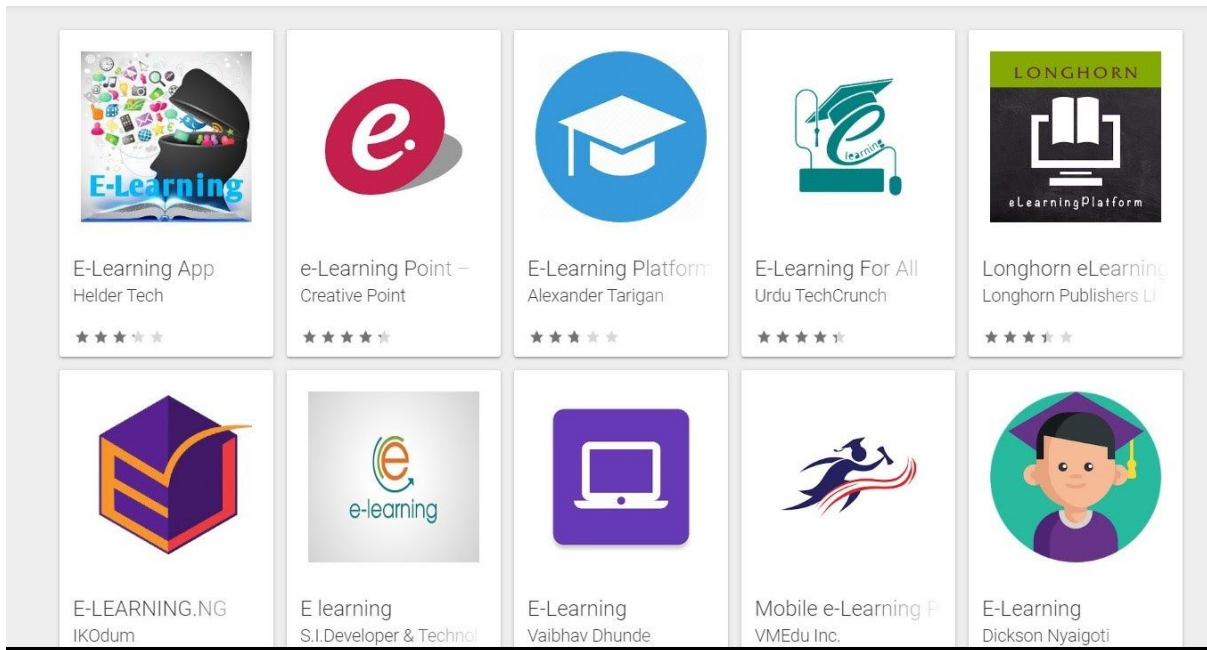 E-Learning
e.
e
learning
LONGHORN
eLearningPlatform
E-Learning App
Helder Tech
e-Learning Point –
Creative Point
E-Learning Platform
Alexander Tarigan
E-Learning For All
Urdu TechCrunch
Longhorn eLearning
Longhorn Publishers Li
E
e
e-learning
E-LEARNING.NG
IKOdum
E learning
S.I.Developer & Technol
E-Learning
Vaibhav Dhunde
Mobile e-Learning P
VMEdu Inc.
E-Learning
Dickson Nyaigoti